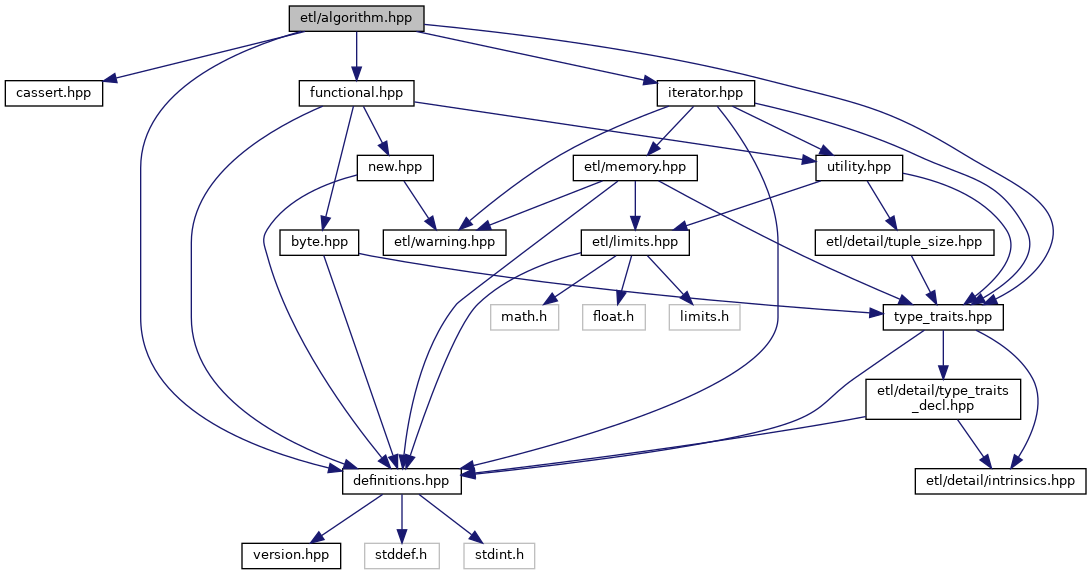 etl/algorithm.hpp
cassert.hpp
functional.hpp
iterator.hpp
new.hpp
etl/memory.hpp
utility.hpp
byte.hpp
etl/warning.hpp
etl/limits.hpp
etl/detail/tuple_size.hpp
math.h
float.h
limits.h
type_traits.hpp
etl/detail/type_traits
_decl.hpp
definitions.hpp
etl/detail/intrinsics.hpp
version.hpp
stddef.h
stdint.h